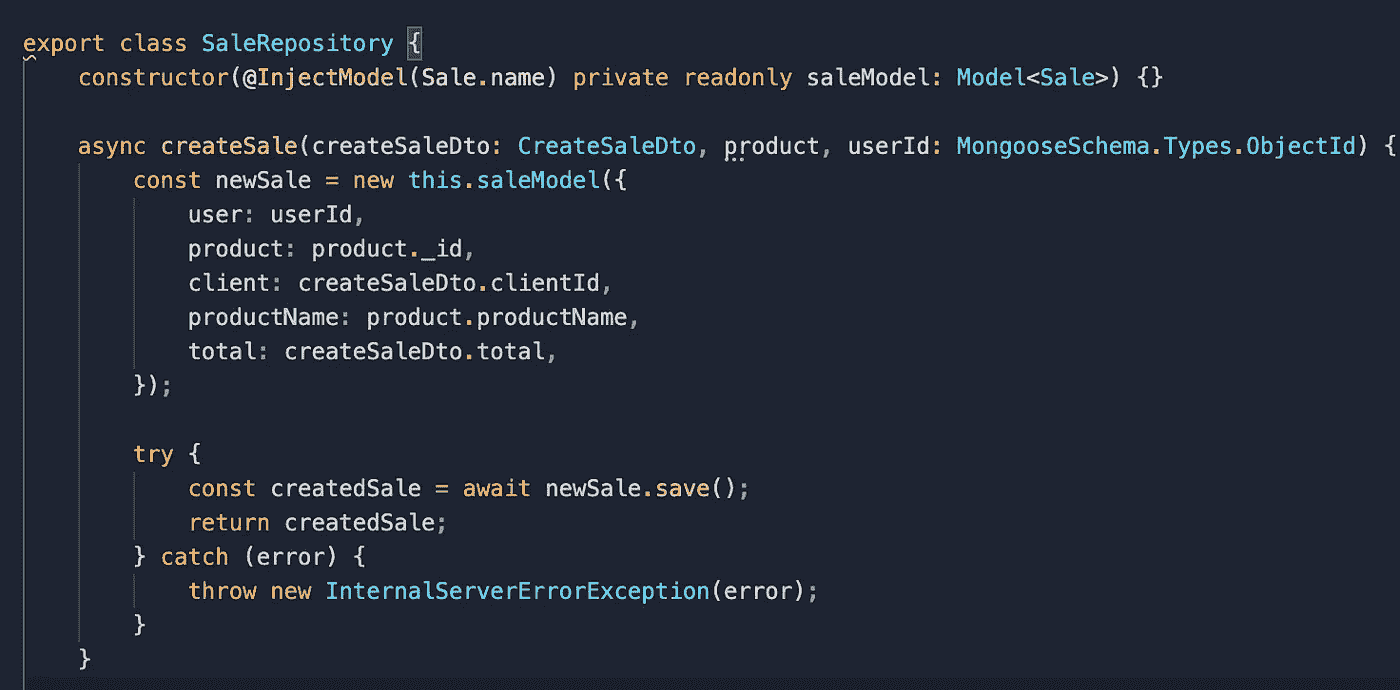 export class SaleRepository {
constructor(@InjectModel(Sale.name) private readonly saleModel: Model<Sale>) {}
async createSale(createSaleDto: CreateSaleDto, product, userId: MongooseSchema.Types.ObjectId) {
const newSale = new this.saleModel({
user: userId,
product: product._id,
client: createSaleDto.clientId,
productName: product.productName,
total: createSaleDto.total,
});
try {
const createdSale = await newSale.save();
return createdSale;
} catch (error) {
throw new InternalServerErrorException(error);
}
}